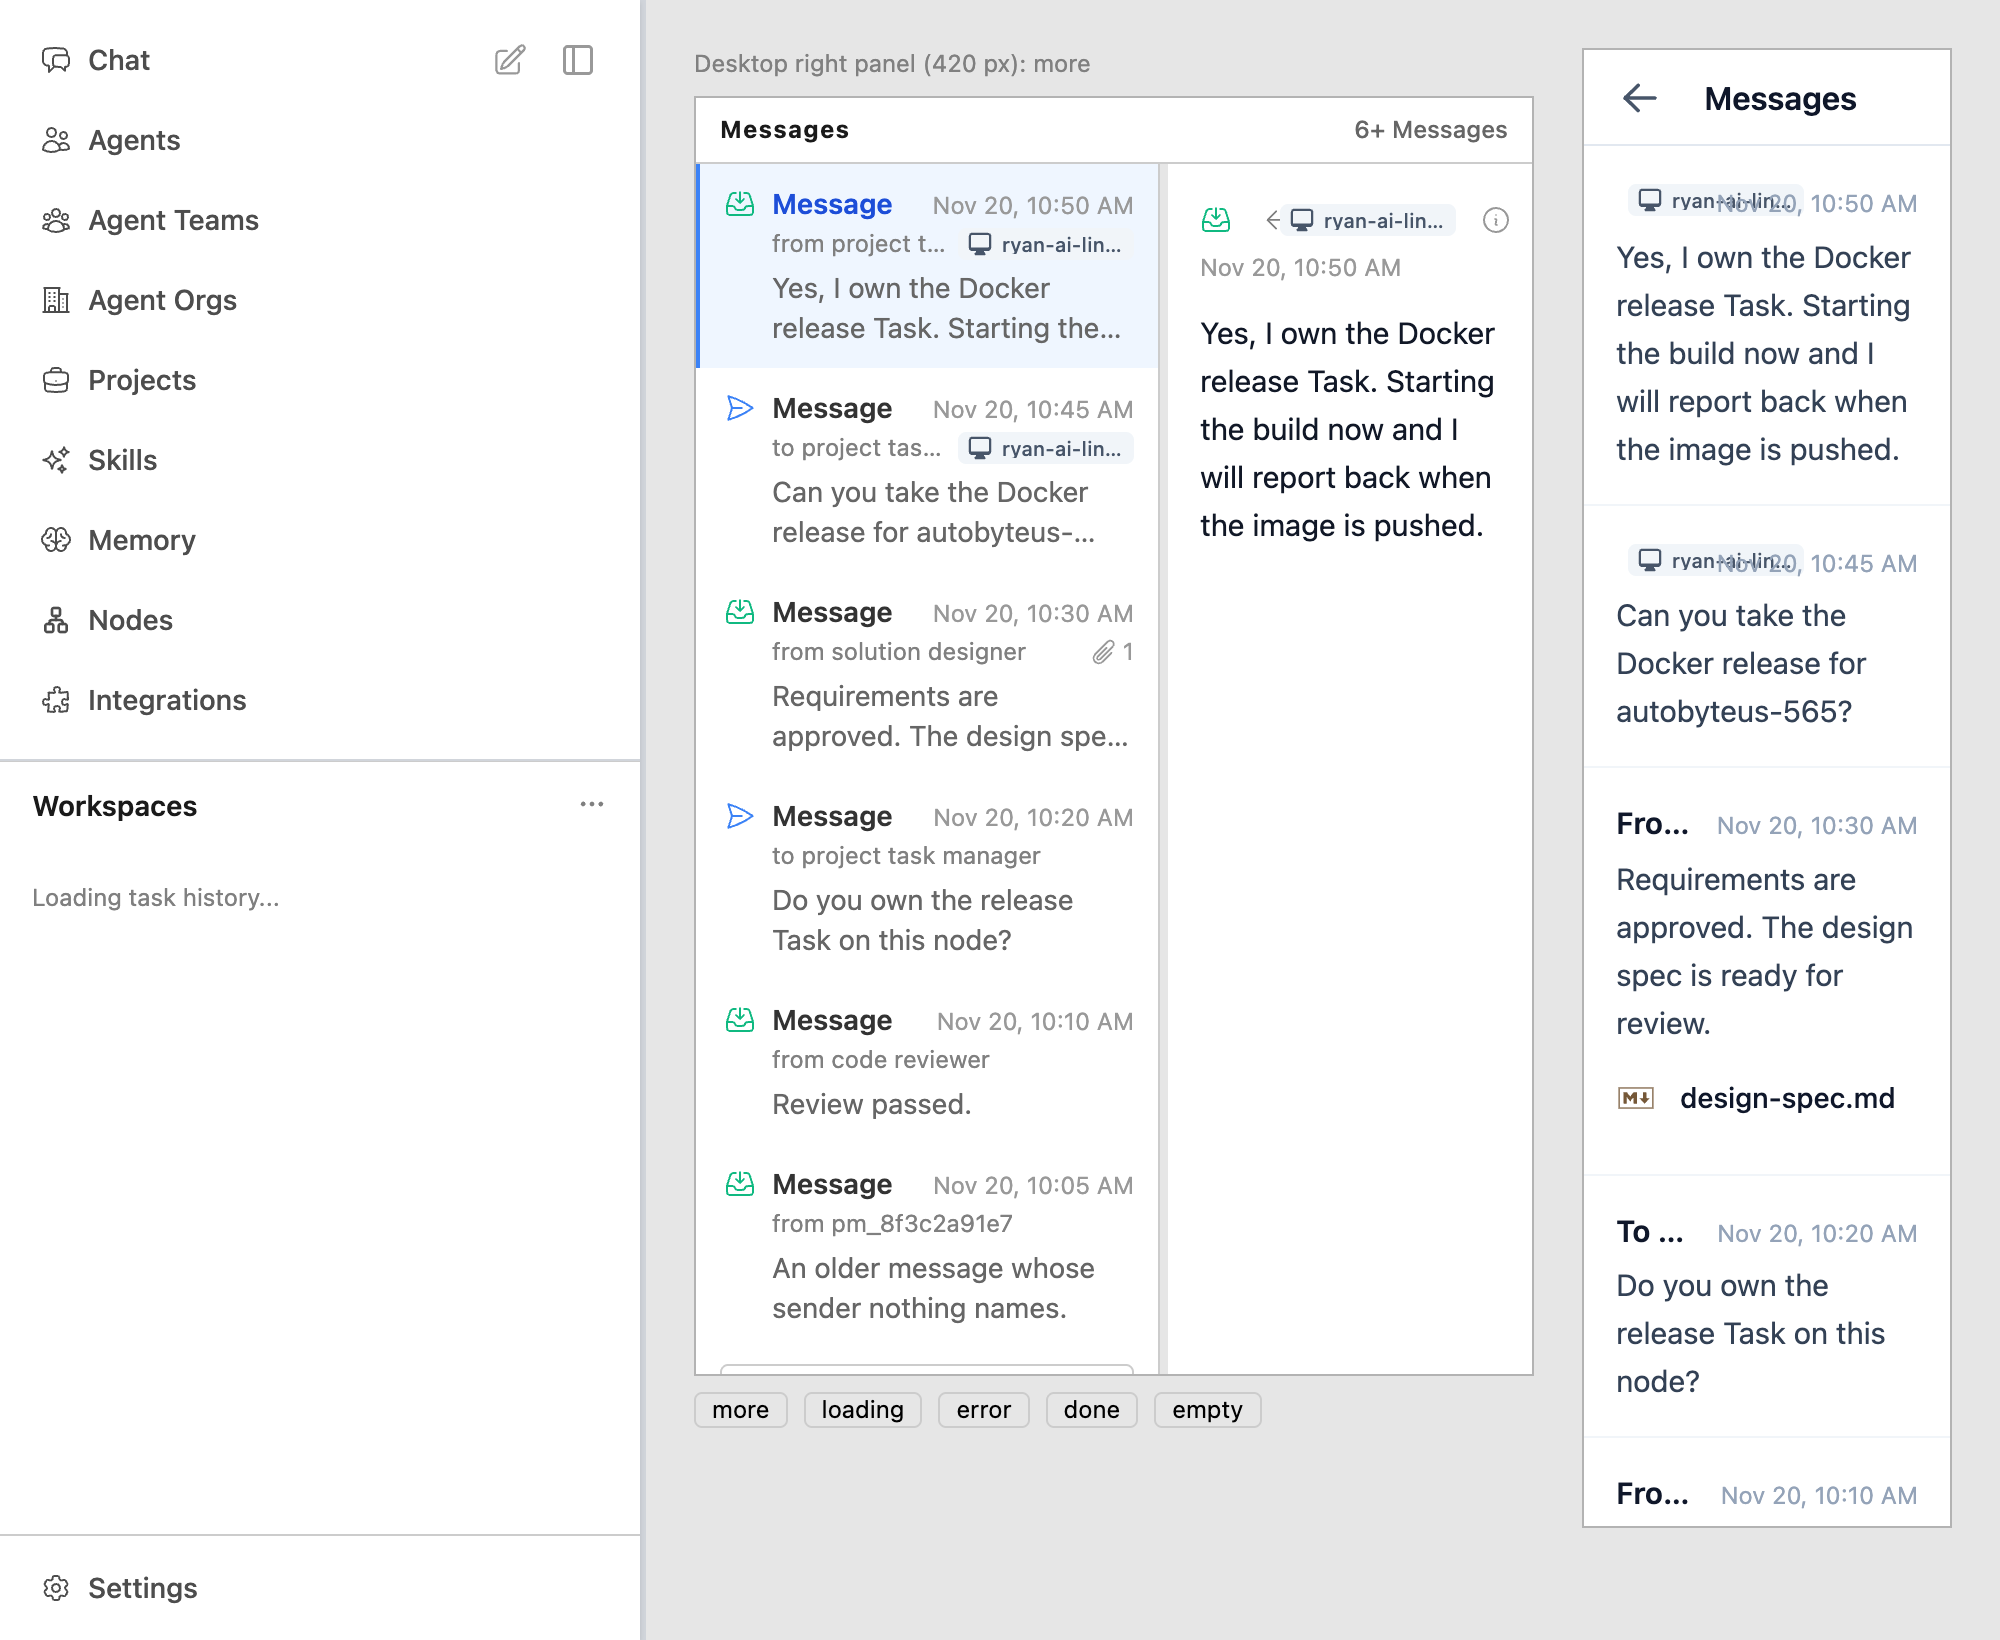 Chat
Agents
Agent Teams
Agent Orgs
Projects
Skills
Memory
Nodes
Integrations
Workspaces
Loading task history...
Settings
Desktop right panel (420 px): more
Messages
6+ Messages
Message Nov 20, 10:50 AM
from project t... ryan-ai-lin...
Yes, I own the Docker
release Task. Starting the...
Message Nov 20, 10:45 AM
to project tas... ryan-ai-lin...
Can you take the Docker
release for autobyteus-...
Message Nov 20, 10:30 AM
from solution designer 1
Requirements are
approved. The design spe...
Message Nov 20, 10:20 AM
to project task manager
Do you own the release
Task on this node?
Message Nov 20, 10:10 AM
from code reviewer
Review passed.
Message Nov 20, 10:05 AM
from pm_8f3c2a91e7
An older message whose
sender nothing names.
ryan-ai-lin...
Nov 20, 10:50 AM
Yes, I own the Docker
release Task. Starting
the build now and I
will report back when
the image is pushed.
more
loading
error
done
empty
Messages
ryan-ai-lin... Nov 20, 10:50 AM
Yes, I own the Docker
release Task. Starting
the build now and I
will report back when
the image is pushed.
ryan-ai-lin... Nov 20, 10:45 AM
Can you take the
Docker release for
autobyteus-565?
Fro... Nov 20, 10:30 AM
Requirements are
approved. The design
spec is ready for
review.
M design-spec.md
To ... Nov 20, 10:20 AM
Do you own the
release Task on this
node?
Fro... Nov 20, 10:10 AM